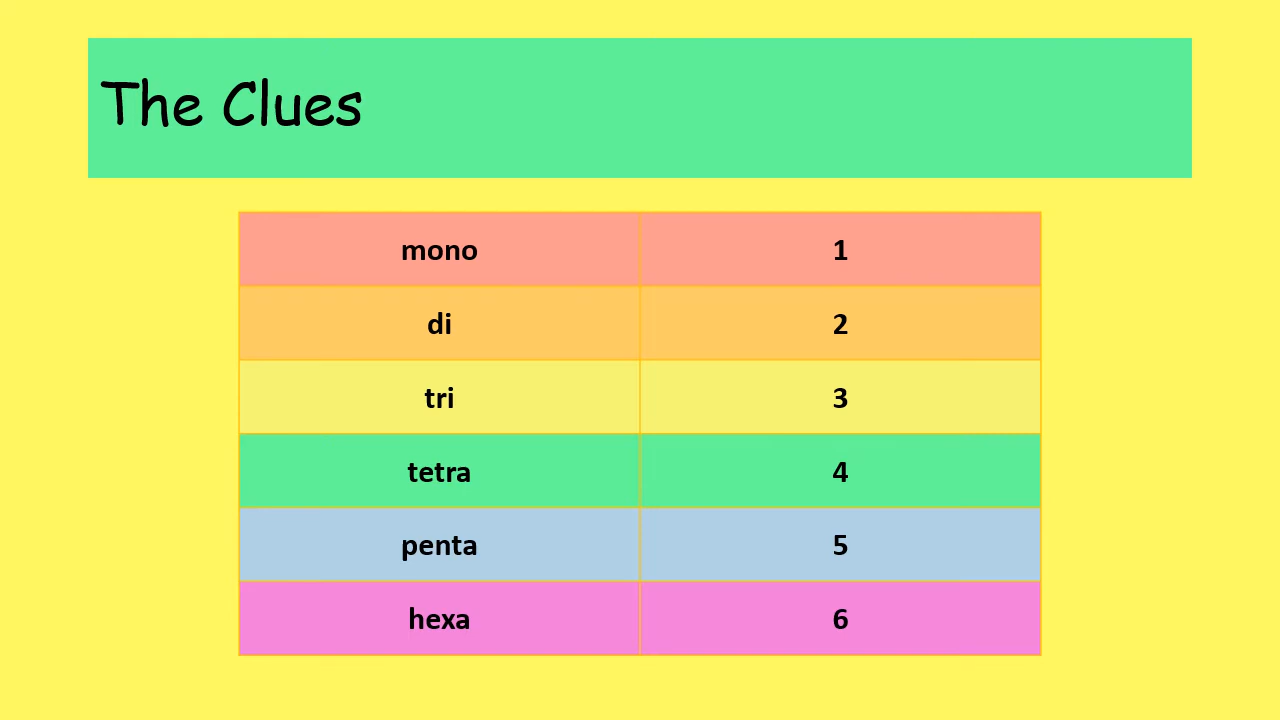 The Clues
mono 1
di 2
tri 3
tetra 4
penta 5
hexa 6